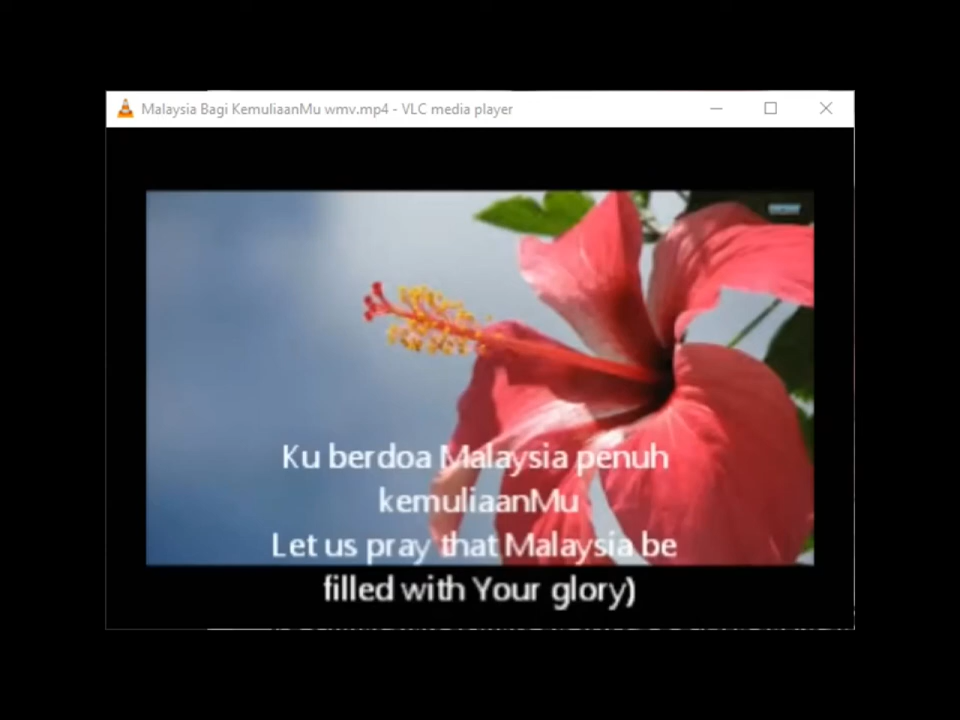 Malaysia Bagi KemuliaanMu wmv.mp4 - VLC media player
Ku berdoa Malaysia penuh
kemuliaanMu
Let us pray that Malaysia be
filled with Your glory)